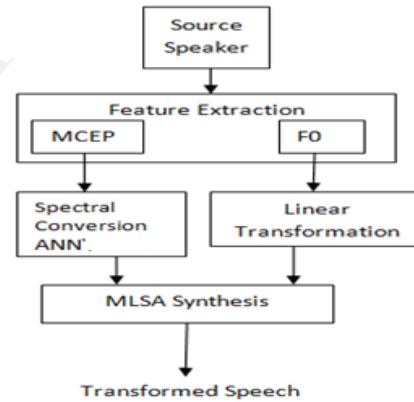 Source
Speaker
Feature Extraction
MCEP
F0
Spectral
Conversion
ANN'.
Linear
Transformation
MLSA Synthesis
Transformed Speech